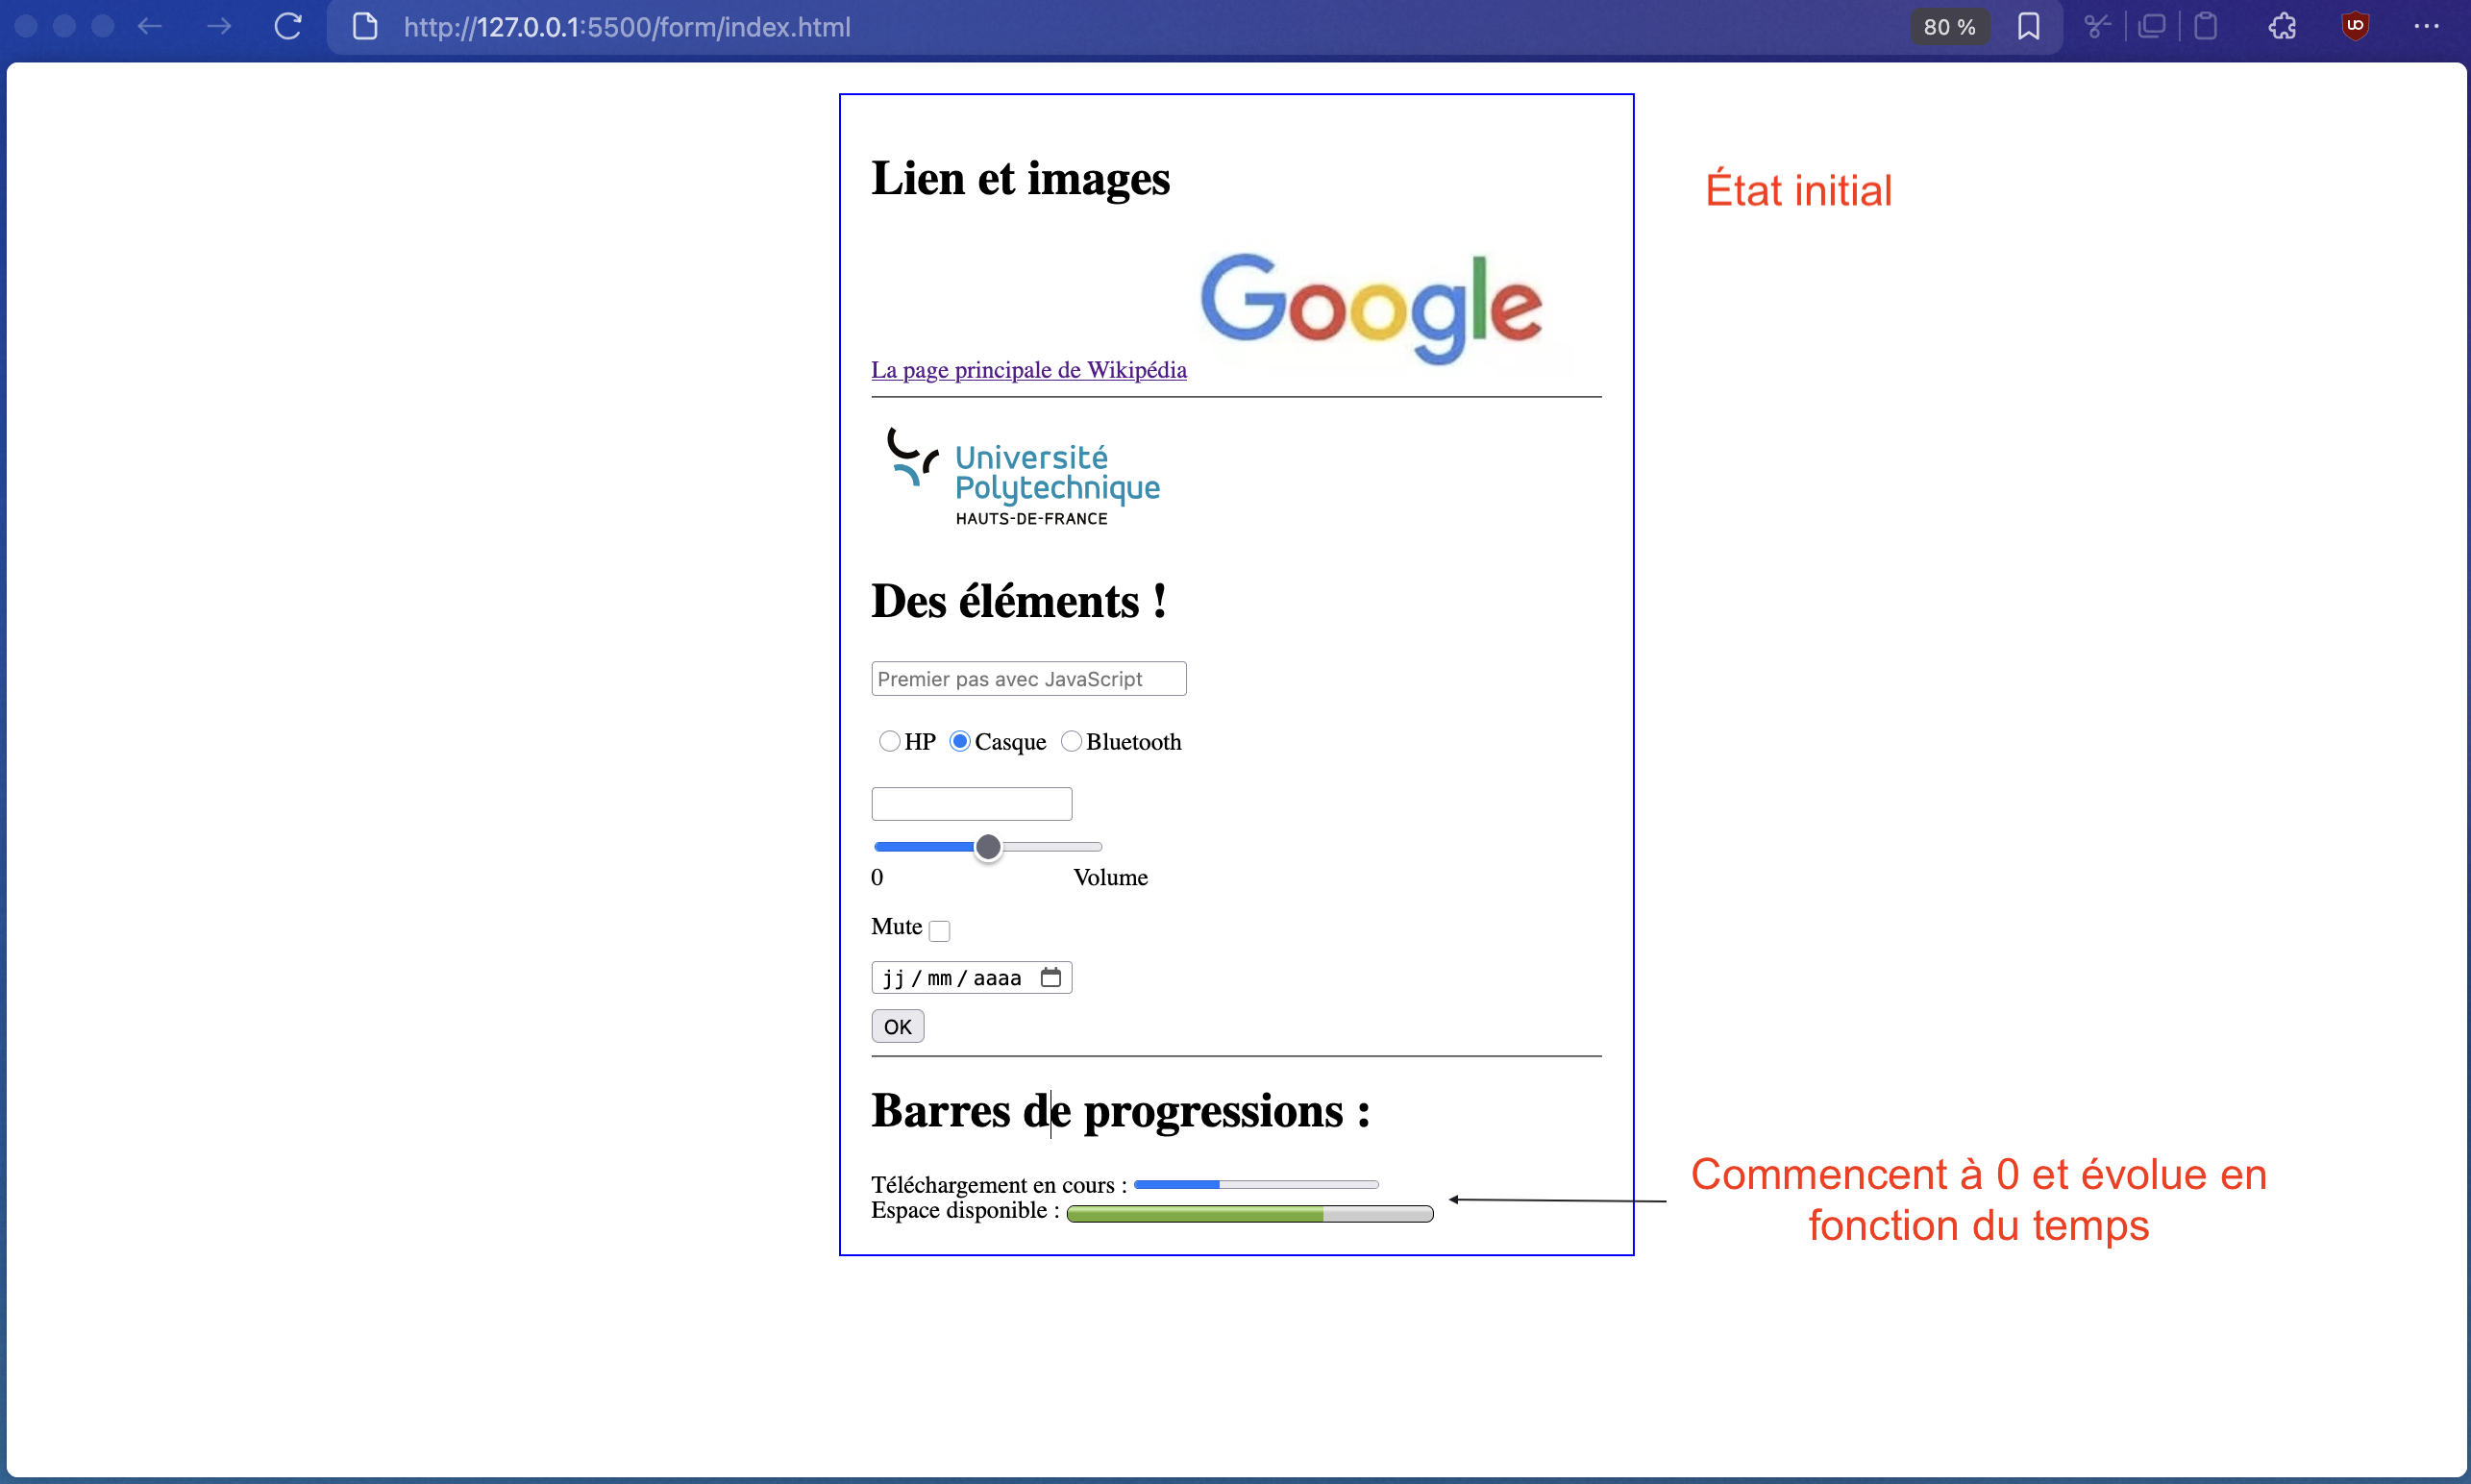 http://127.0.0.1:5500/form/index.html
80 %
Lien et images
État initial
Google
La page principale de Wikipédia
Université
Polytechnique
HAUTS-DE-FRANCE
Des éléments !
Premier pas avec JavaScript
HP Casque Bluetooth
0 Volume
Mute
jj / mm / aaaa
OK
Barres de progressions :
Téléchargement en cours :
Espace disponible :
Commencent à 0 et évolue en
fonction du temps